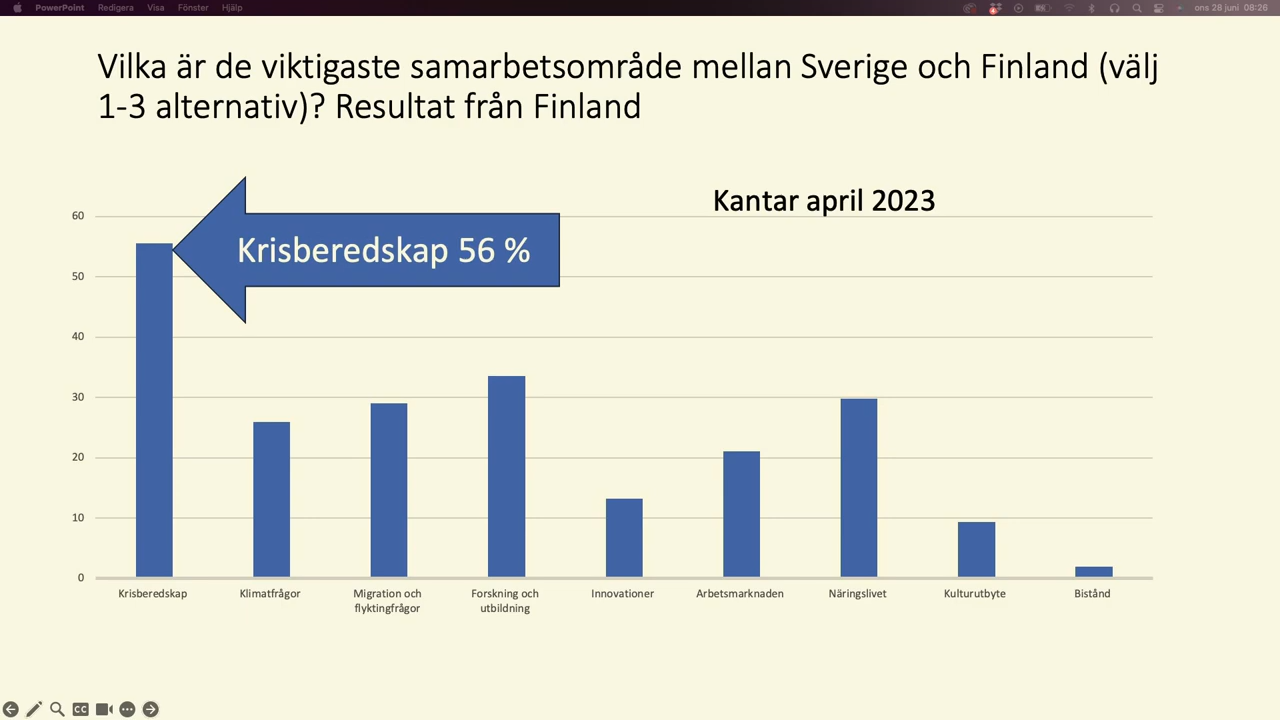 PowerPoint Redigera Visa Fönster Hjälp
ons 28 juni 08:26
Vilka är de viktigaste samarbetsområde mellan Sverige och Finland (välj
1-3 alternativ)? Resultat från Finland
Kantar april 2023
Krisberedskap 56 %
60
50
40
30
20
10
0
Krisberedskap
Klimatfrågor
Migration och
flyktingfrågor
Forskning och
utbildning
Innovationer
Arbetsmarknaden
Näringslivet
Kulturutbyte
Bistånd
CC